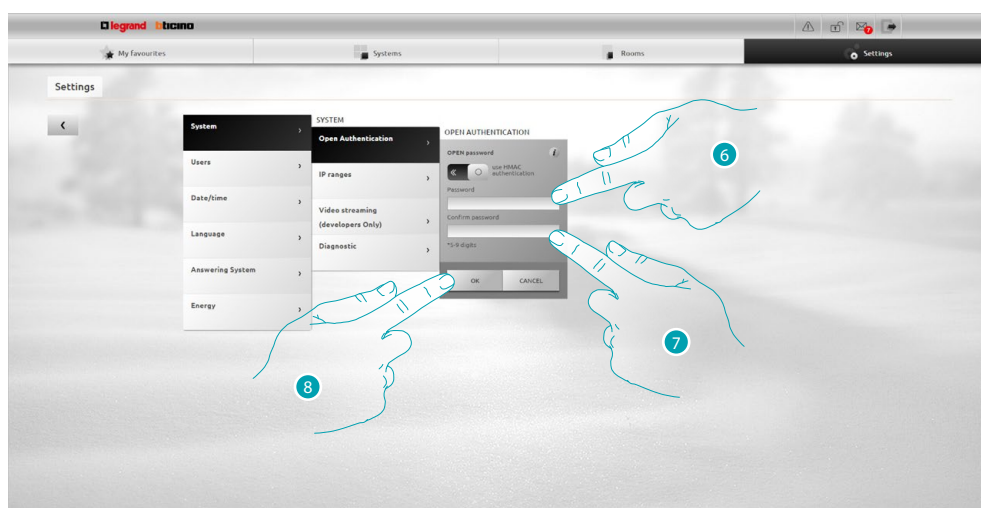 legrand bticino
7
My favourites
Systems
Rooms
Settings
Settings
System
Users
Date/time
Language
Answering System
Energy
SYSTEM
Open Authentication
IP ranges
Video streaming
(developers Only)
Diagnostic
OPEN AUTHENTICATION
OPEN password
i
use HMAC
authentication
Password
Confirm password
*5-9 digits
OK
CANCEL
6
7
8